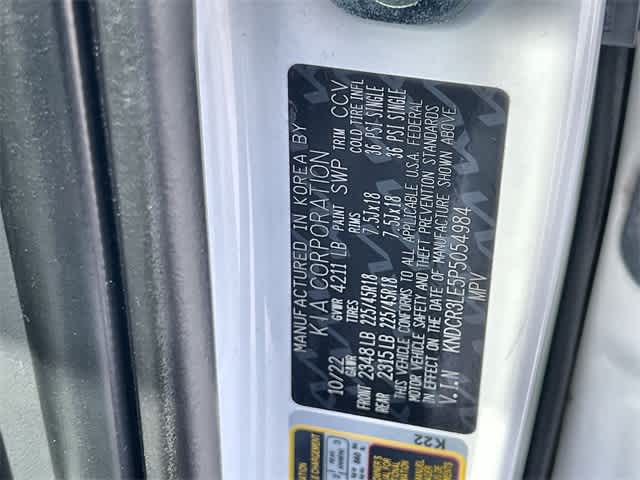 MANUFACTURED IN KOREA BY
KIA CORPORATION
10/22 GVWR 4211 LB PAINT SWP TRIM CCV
GAWR TIRES RIMS COLD TIRE INFL
FRONT 2348LB 225/45R18 7.5Jx18 36 PSI SINGLE
REAR 2315LB 225/45R18 7.5Jx18 36 PSI SINGLE
THIS VEHICLE CONFORMS TO ALL APPLICABLE U.S.A. FEDERAL
MOTOR VEHICLE SAFETY AND THEFT PREVENTION STANDARDS
IN EFFECT ON THE DATE OF MANUFACTURE SHOWN ABOVE.
V.I.N KNDCR3LE5P5054984
MPV
K22